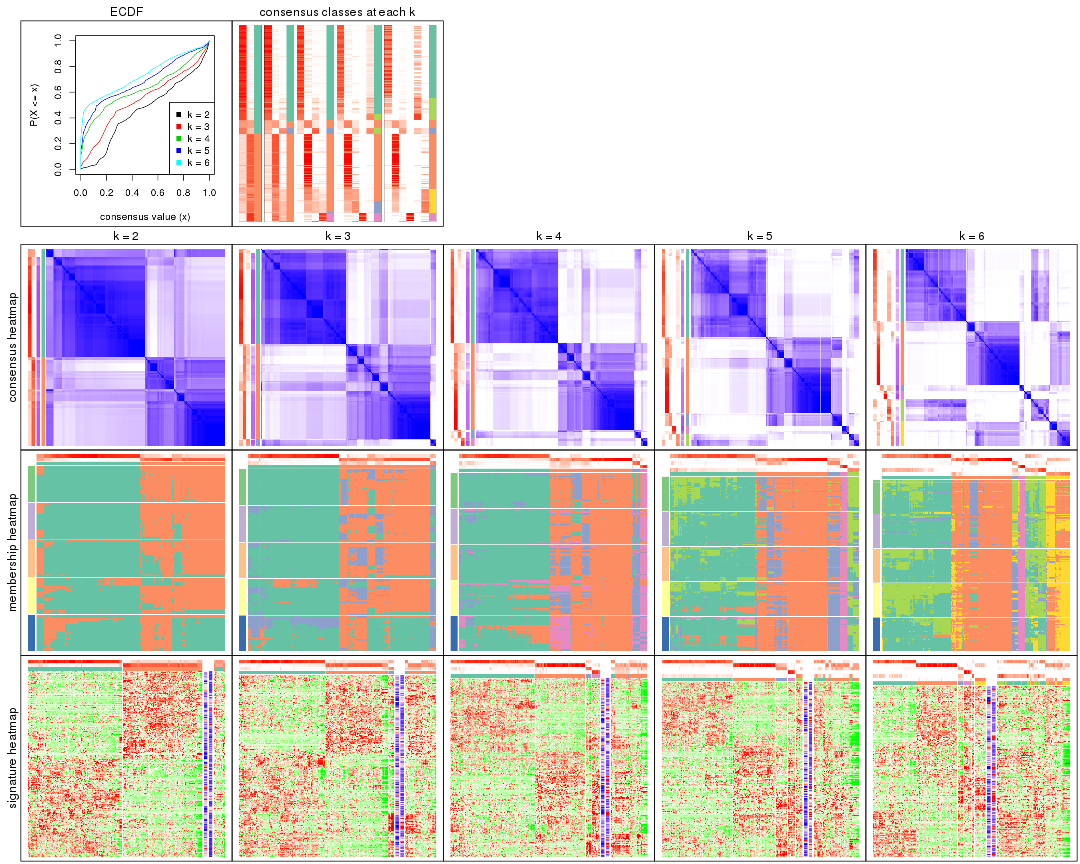 ECDF
consensus classes at each k
P(X <= x)
1.0
0.8
0.6
0.4
0.2
0.0
k = 2
k = 3
k = 4
k = 5
k = 6
0.0 0.2 0.4 0.6 0.8 1.0
consensus value (x)
k = 2 k = 3 k = 4 k = 5 k = 6
consensus heatmap
membership heatmap
signature heatmap